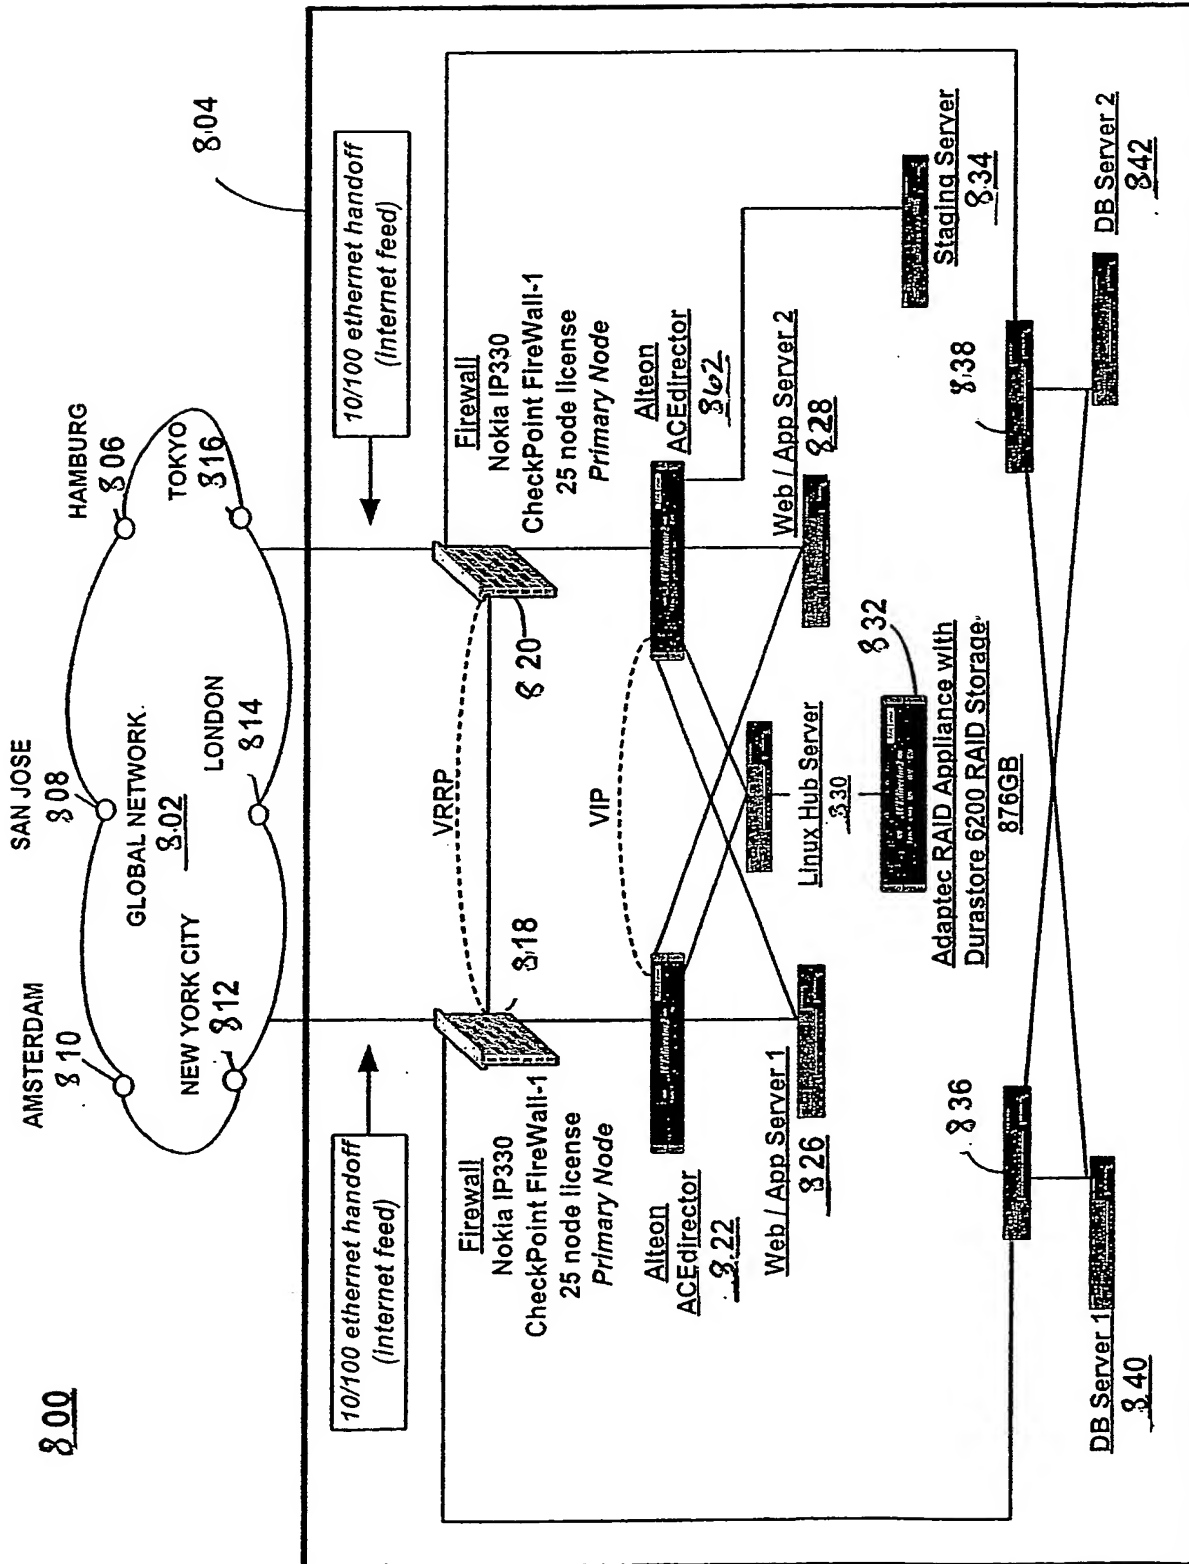 800
AMSTERDAM
810
SAN JOSE
808
HAMBURG
806
GLOBAL NETWORK.
802
NEW YORK CITY
812
LONDON
814
TOKYO
816
804
10/100 ethernet handoff
(Internet feed)
10/100 ethernet handoff
(Internet feed)
Firewall
Nokia IP330
CheckPoint FireWall-1
25 node license
Primary Node
818
VRRP
820
Firewall
Nokia IP330
CheckPoint FireWall-1
25 node license
Primary Node
Alteon
ACEdirector
822
VIP
Alteon
ACEdirector
862
Web / App Server 1
826
Linux Hub Server
830
Web / App Server 2
828
832
Adaptec RAID Appliance with
Durastore 6200 RAID Storage
876GB
Staging Server
834
836
838
DB Server 1
840
DB Server 2
842